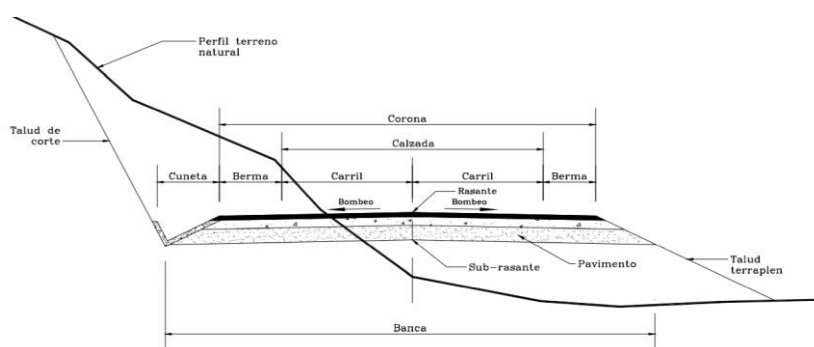 Perfil terreno
natural
Corona
Talud de
corte
Calzada
Cuneta
Berma
Carril
Carril
Berma
Bombeo
Rasante
Bombeo
Sub-rasante
Pavimento
Talud
terraplen
Banca